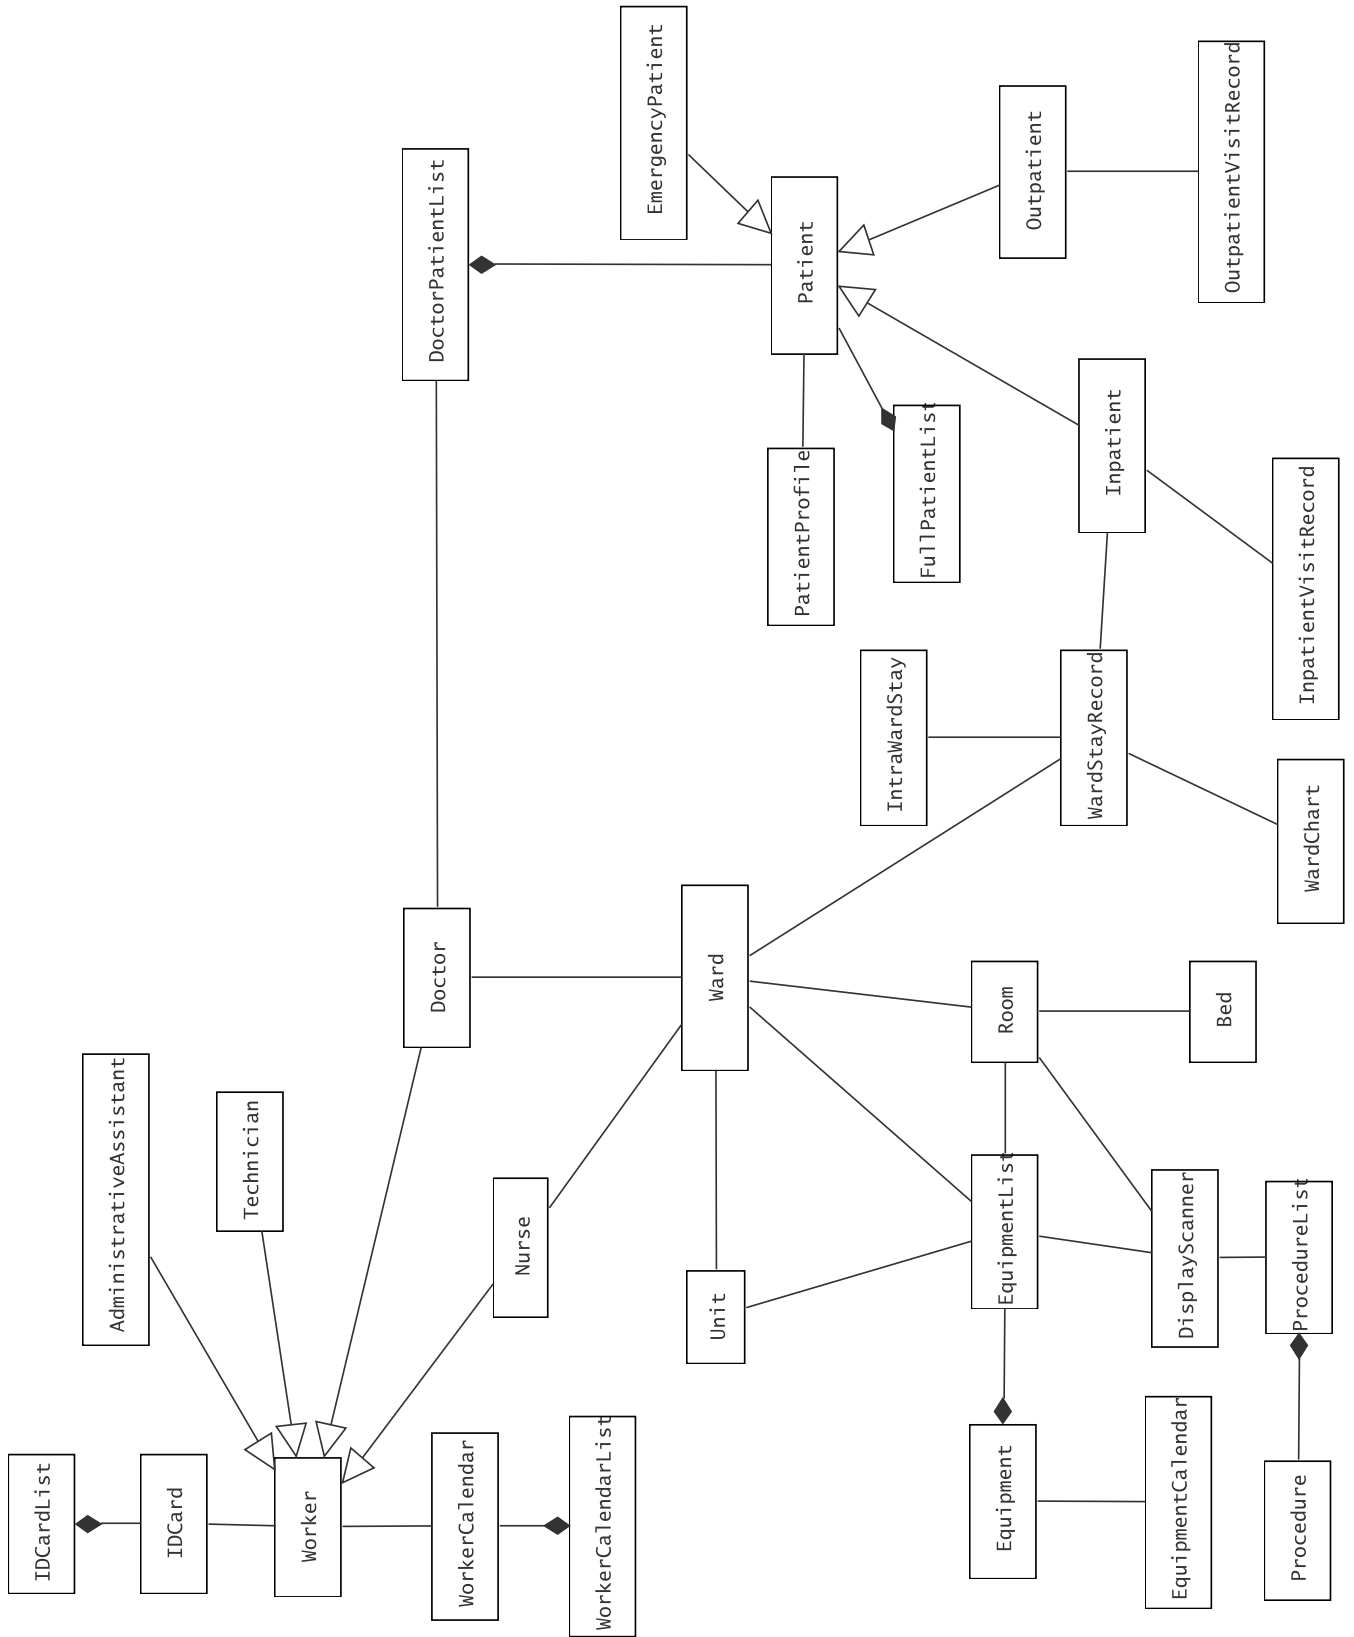 EmergencyPatient
OutpatientVisitRecord
Outpatient
DoctorPatientList
Patient
Inpatient
FullPatientList
PatientProfile
InpatientVisitRecord
IntraWardStay
WardStayRecord
WardChart
Doctor
Ward
Room
Bed
AdministrativeAssistant
Technician
Nurse
EquipmentList
DisplayScanner
ProcedureList
Unit
IDCardList
IDCard
Worker
WorkerCalendar
WorkerCalendarList
Equipment
EquipmentCalendar
Procedure